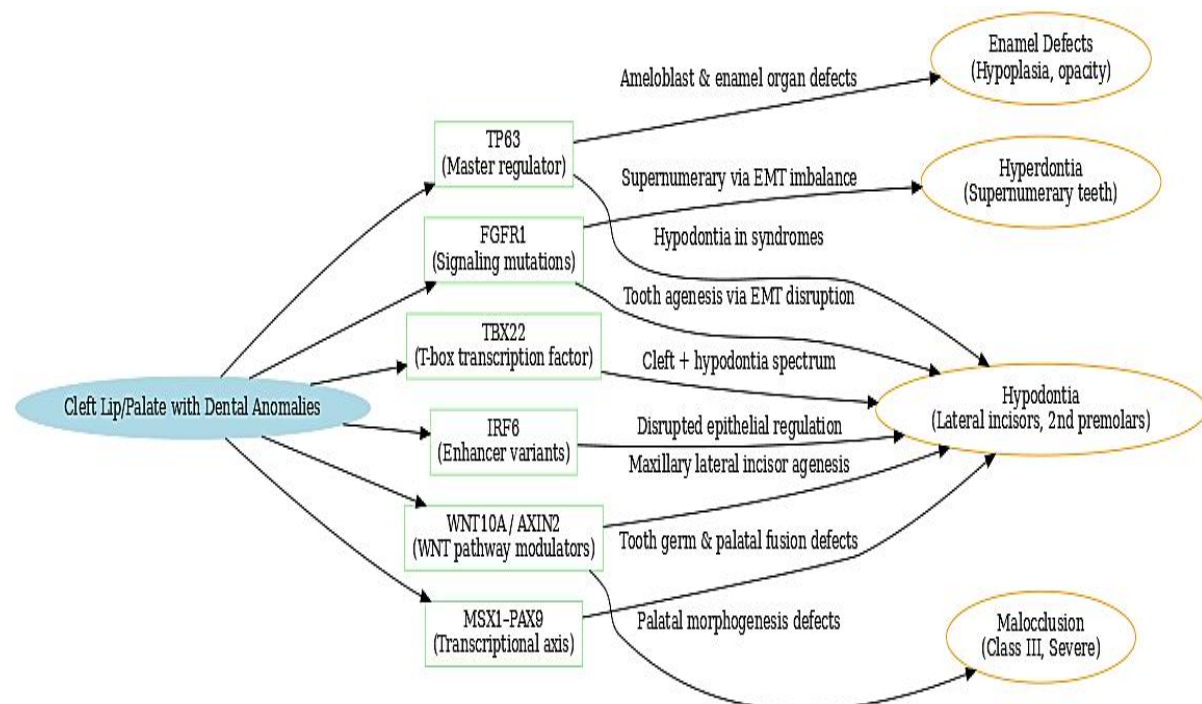 Cleft Lip/Palate with Dental Anomalies
TP63
(Master regulator)
FGFR1
(Signaling mutations)
TBX22
(T-box transcription factor)
IRF6
(Enhancer variants)
WNT10A / AXIN2
(WNT pathway modulators)
MSX1–PAX9
(Transcriptional axis)
Ameloblast & enamel organ defects
Supernumerary via EMT imbalance
Hypodontia in syndromes
Tooth agenesis via EMT disruption
Cleft + hypodontia spectrum
Disrupted epithelial regulation
Maxillary lateral incisor agenesis
Tooth germ & palatal fusion defects
Palatal morphogenesis defects
Enamel Defects
(Hypoplasia, opacity)
Hyperdontia
(Supernumerary teeth)
Hypodontia
(Lateral incisors, 2nd premolars)
Malocclusion
(Class III, Severe)